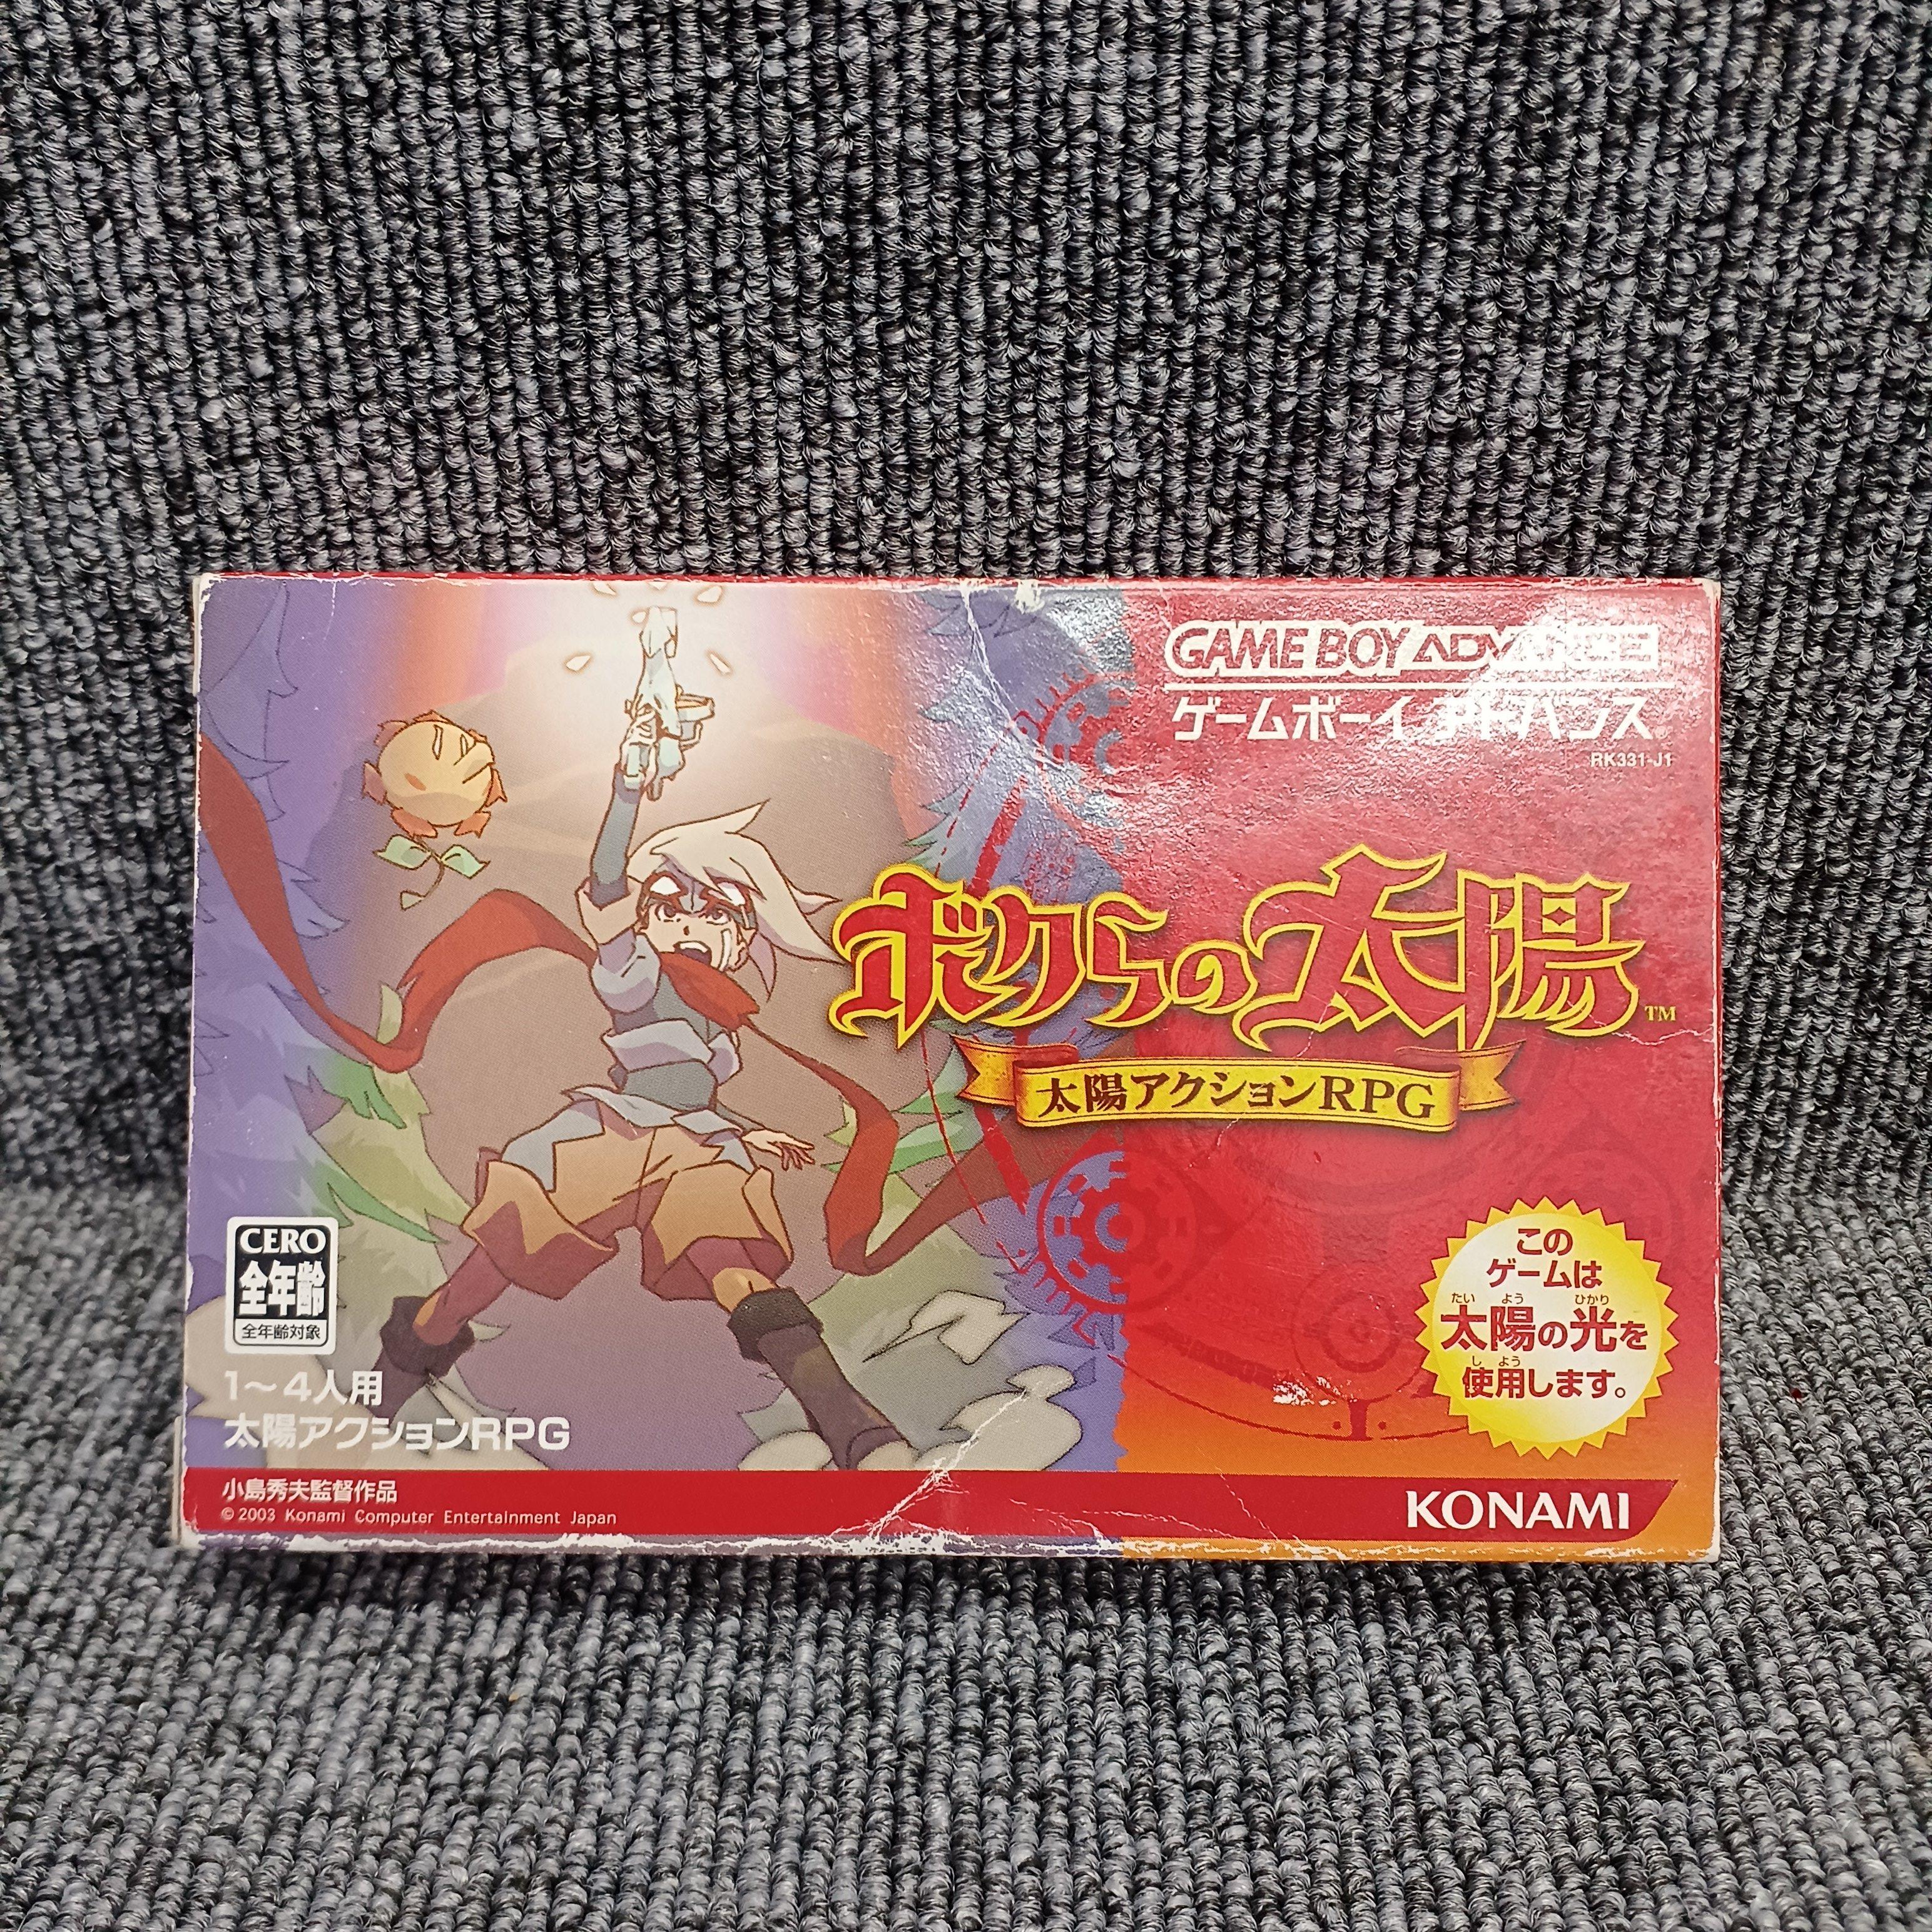 GAME BOY ADVANCE
ゲームボーイ アドバンス
RK331-J1
ボクらの太陽™
太陽アクションRPG
この
ゲームは
たい よう ひかり
太陽の光を
し よう
使用します。
CERO
全年齢
全年齢対象
1~4人用
太陽アクションRPG
小島秀夫監督作品
© 2003 Konami Computer Entertainment Japan
KONAMI